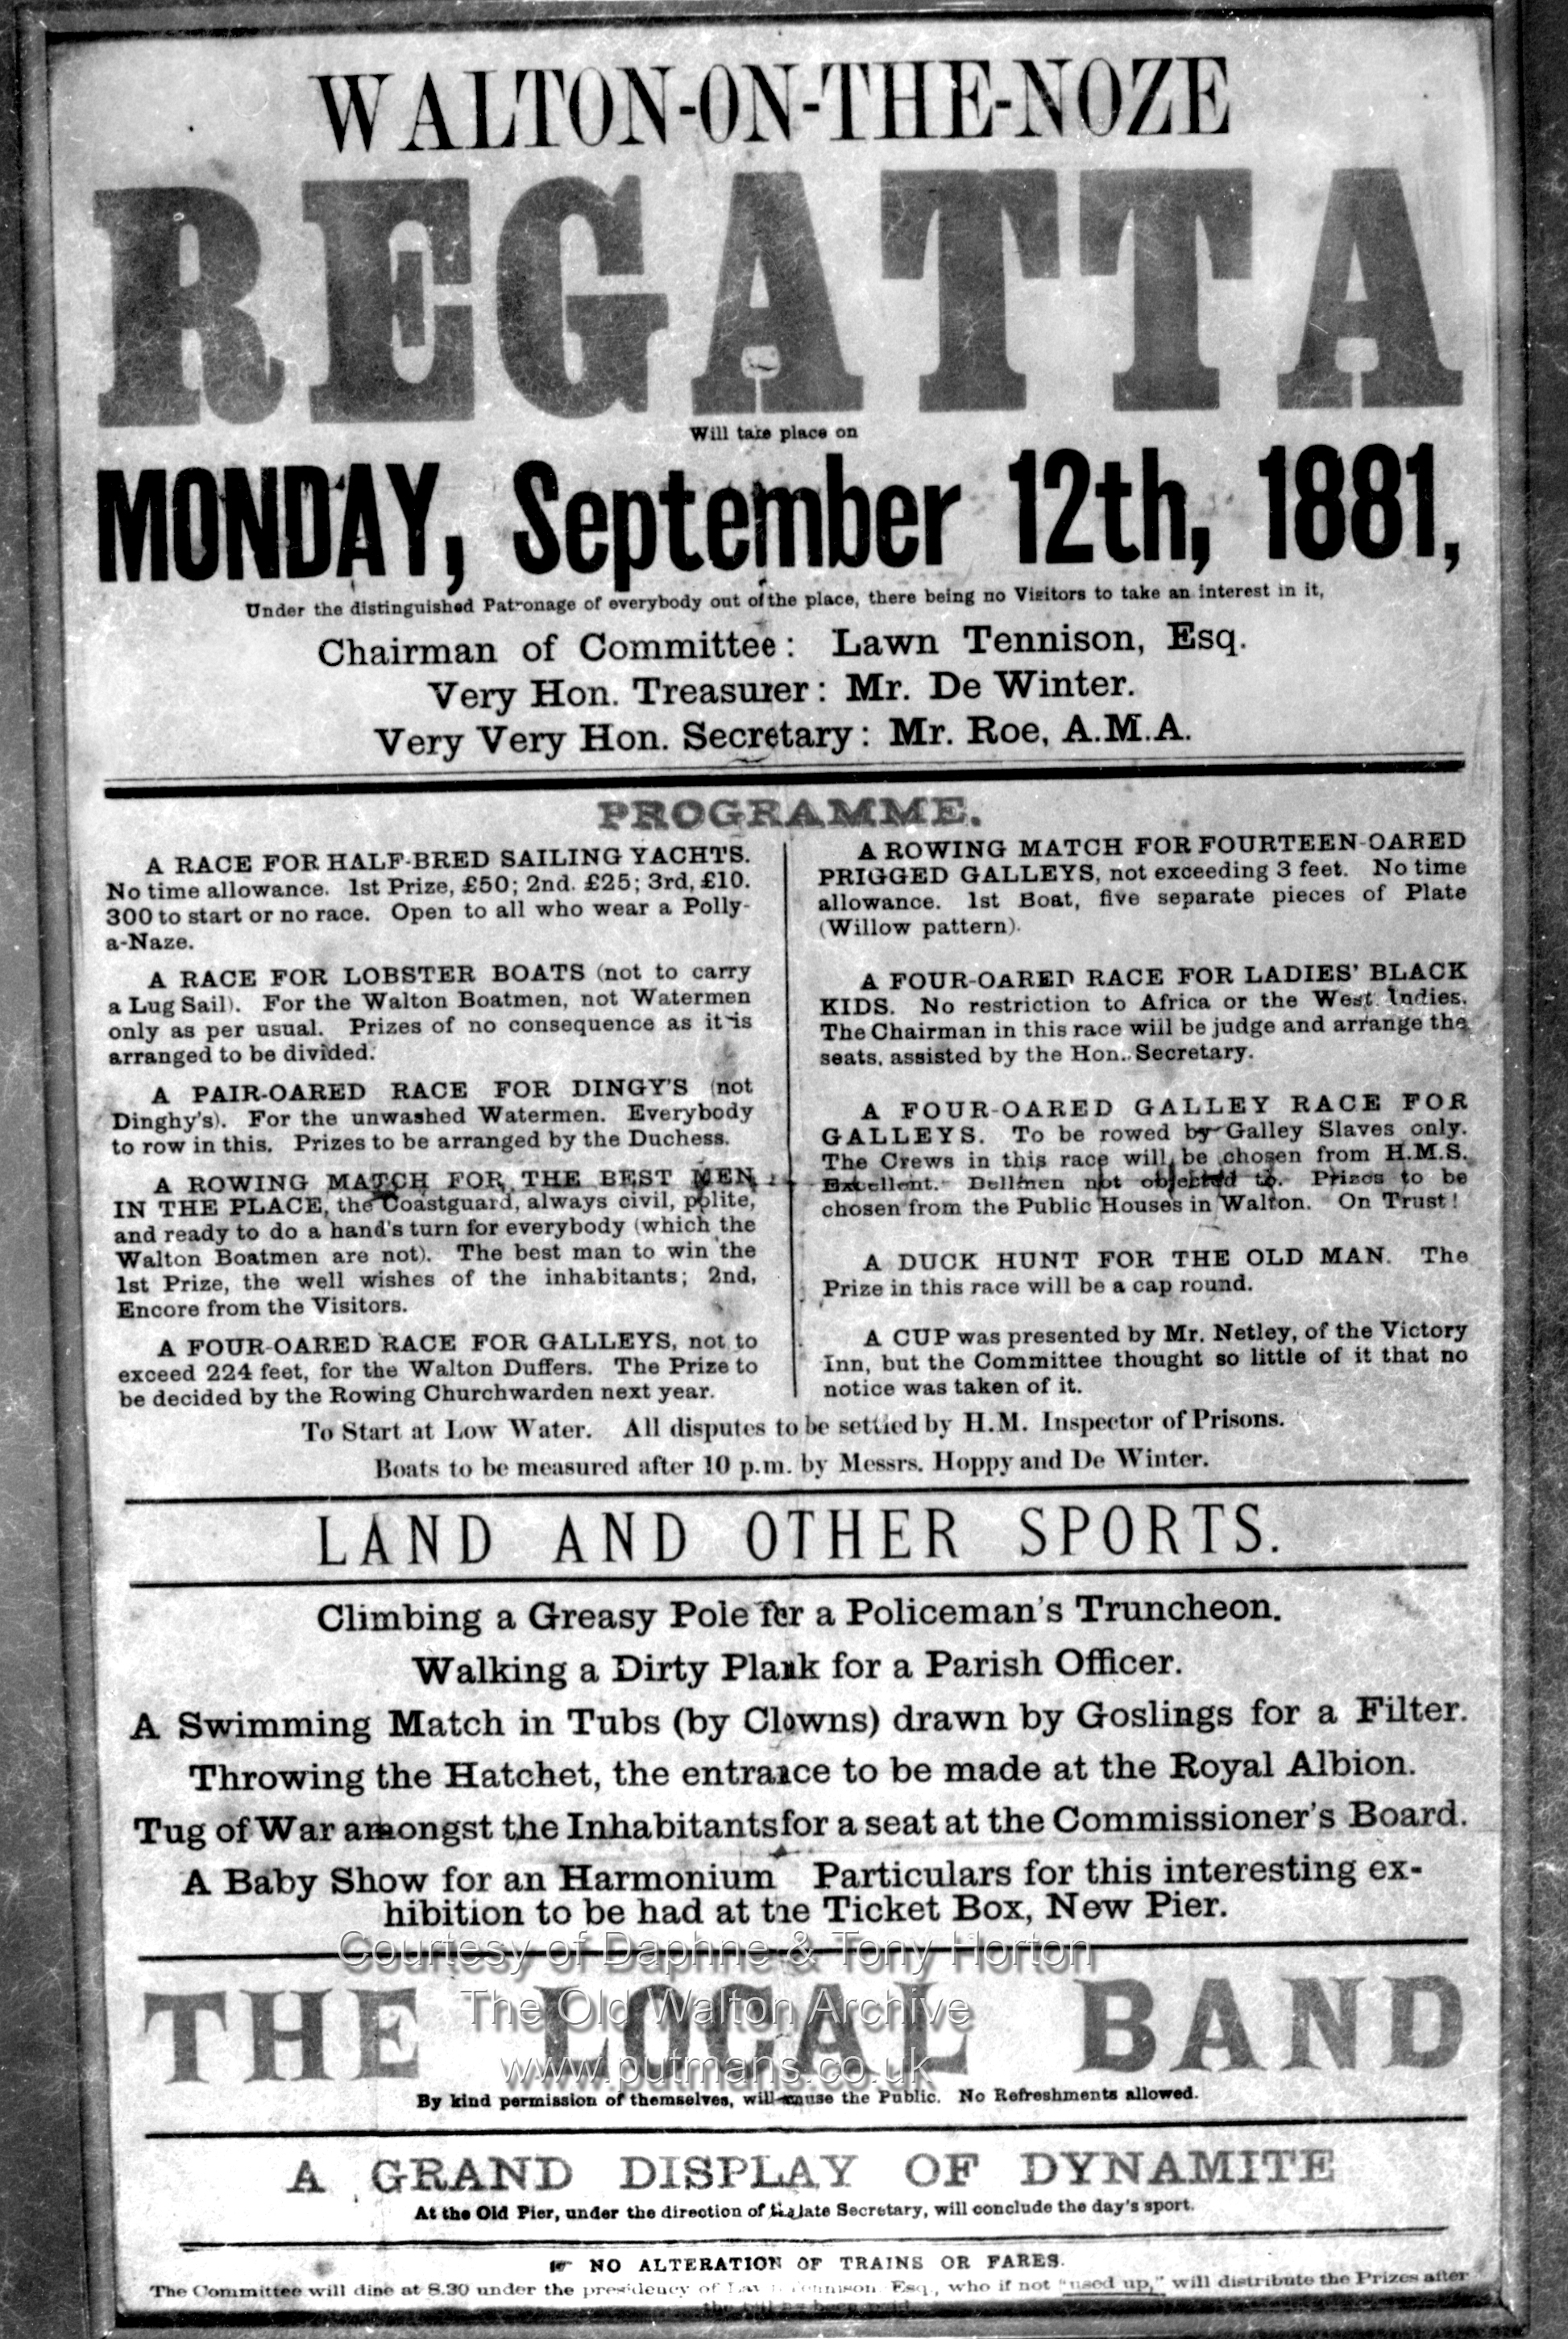 WALTON-ON-THE-NOZE
REGATTA
Will take place on
MONDAY, September 12th, 1881,
Under the distinguished Patronage of everybody out of the place, there being no Visitors to take an interest in it,
Chairman of Committee: Lawn Tennison, Esq.
Very Hon. Treasurer: Mr. De Winter.
Very Very Hon. Secretary: Mr. Roe, A.M.A.
PROGRAMME.
A RACE FOR HALF-BRED SAILING YACHTS.
No time allowance. 1st Prize, £50; 2nd. £25; 3rd, £10.
300 to start or no race. Open to all who wear a Polly-
a-Naze.
A RACE FOR LOBSTER BOATS (not to carry
a Lug Sail). For the Walton Boatmen, not Watermen
only as per usual. Prizes of no consequence as it is
arranged to be divided.
A PAIR-OARED RACE FOR DINGY'S (not
Dinghy's). For the unwashed Watermen. Everybody
to row in this. Prizes to be arranged by the Duchess.
A ROWING MATCH FOR THE BEST MEN
IN THE PLACE, the Coastguard, always civil, polite,
and ready to do a hand's turn for everybody (which the
Walton Boatmen are not). The best man to win the
1st Prize, the well wishes of the inhabitants; 2nd,
Encore from the Visitors.
A FOUR-OARED RACE FOR GALLEYS, not to
exceed 224 feet, for the Walton Duffers. The Prize to
be decided by the Rowing Churchwarden next year.
A ROWING MATCH FOR FOURTEEN-OARED
PRIGGED GALLEYS, not exceeding 3 feet. No time
allowance. 1st Boat, five separate pieces of Plate
(Willow pattern).
A FOUR-OARED RACE FOR LADIES' BLACK
KIDS. No restriction to Africa or the West Indies.
The Chairman in this race will be judge and arrange the
seats, assisted by the Hon. Secretary.
A FOUR-OARED GALLEY RACE FOR
GALLEYS. To be rowed by Galley Slaves only.
The Crews in this race will be chosen from H.M.S.
Excellent. Bellmen not objected to. Prizes to be
chosen from the Public Houses in Walton. On Trust!
A DUCK HUNT FOR THE OLD MAN. The
Prize in this race will be a cap round.
A CUP was presented by Mr. Netley, of the Victory
Inn, but the Committee thought so little of it that no
notice was taken of it.
To Start at Low Water. All disputes to be settled by H.M. Inspector of Prisons.
Boats to be measured after 10 p.m. by Messrs. Hoppy and De Winter.
LAND AND OTHER SPORTS.
Climbing a Greasy Pole for a Policeman's Truncheon.
Walking a Dirty Plank for a Parish Officer.
A Swimming Match in Tubs (by Clowns) drawn by Goslings for a Filter.
Throwing the Hatchet, the entrance to be made at the Royal Albion.
Tug of War amongst the Inhabitants for a seat at the Commissioner's Board.
A Baby Show for an Harmonium Particulars for this interesting ex-
hibition to be had at the Ticket Box, New Pier.
Courtesy of Daphne & Tony Horton
The Old Walton Archive
www.putmans.co.uk
THE LOCAL BAND
By kind permission of themselves, will amuse the Public. No Refreshments allowed.
A GRAND DISPLAY OF DYNAMITE
At the Old Pier, under the direction of the late Secretary, will conclude the day's sport.
☞ NO ALTERATION OF TRAINS OR FARES.
The Committee will dine at 8.30 under the presidency of Lawn Tennison Esq., who if not "used up," will distribute the Prizes after